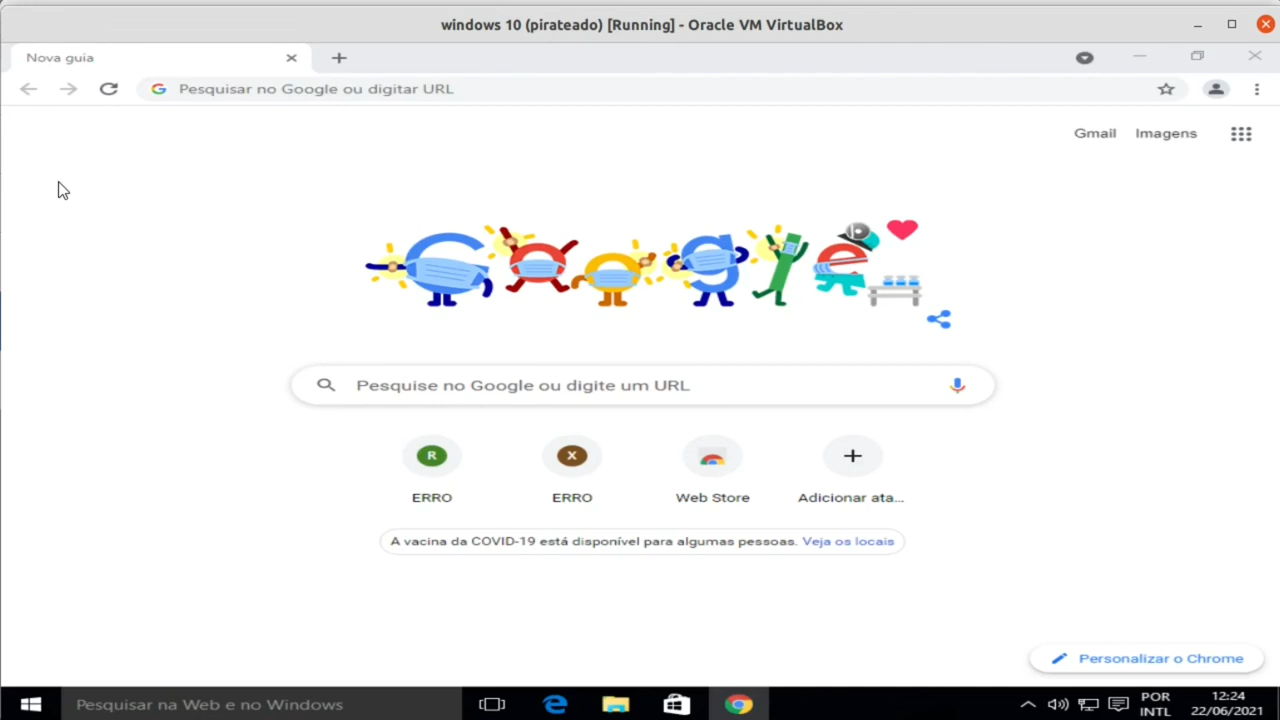 windows 10 (pirateado) [Running] - Oracle VM VirtualBox
Nova guia
Pesquisar no Google ou digitar URL
Gmail Imagens
Google
Pesquise no Google ou digite um URL
R X
ERRO ERRO Web Store Adicionar ata...
A vacina da COVID-19 está disponível para algumas pessoas. Veja os locais
Personalizar o Chrome
Pesquisar na Web e no Windows
POR
INTL
12:24
22/06/2021